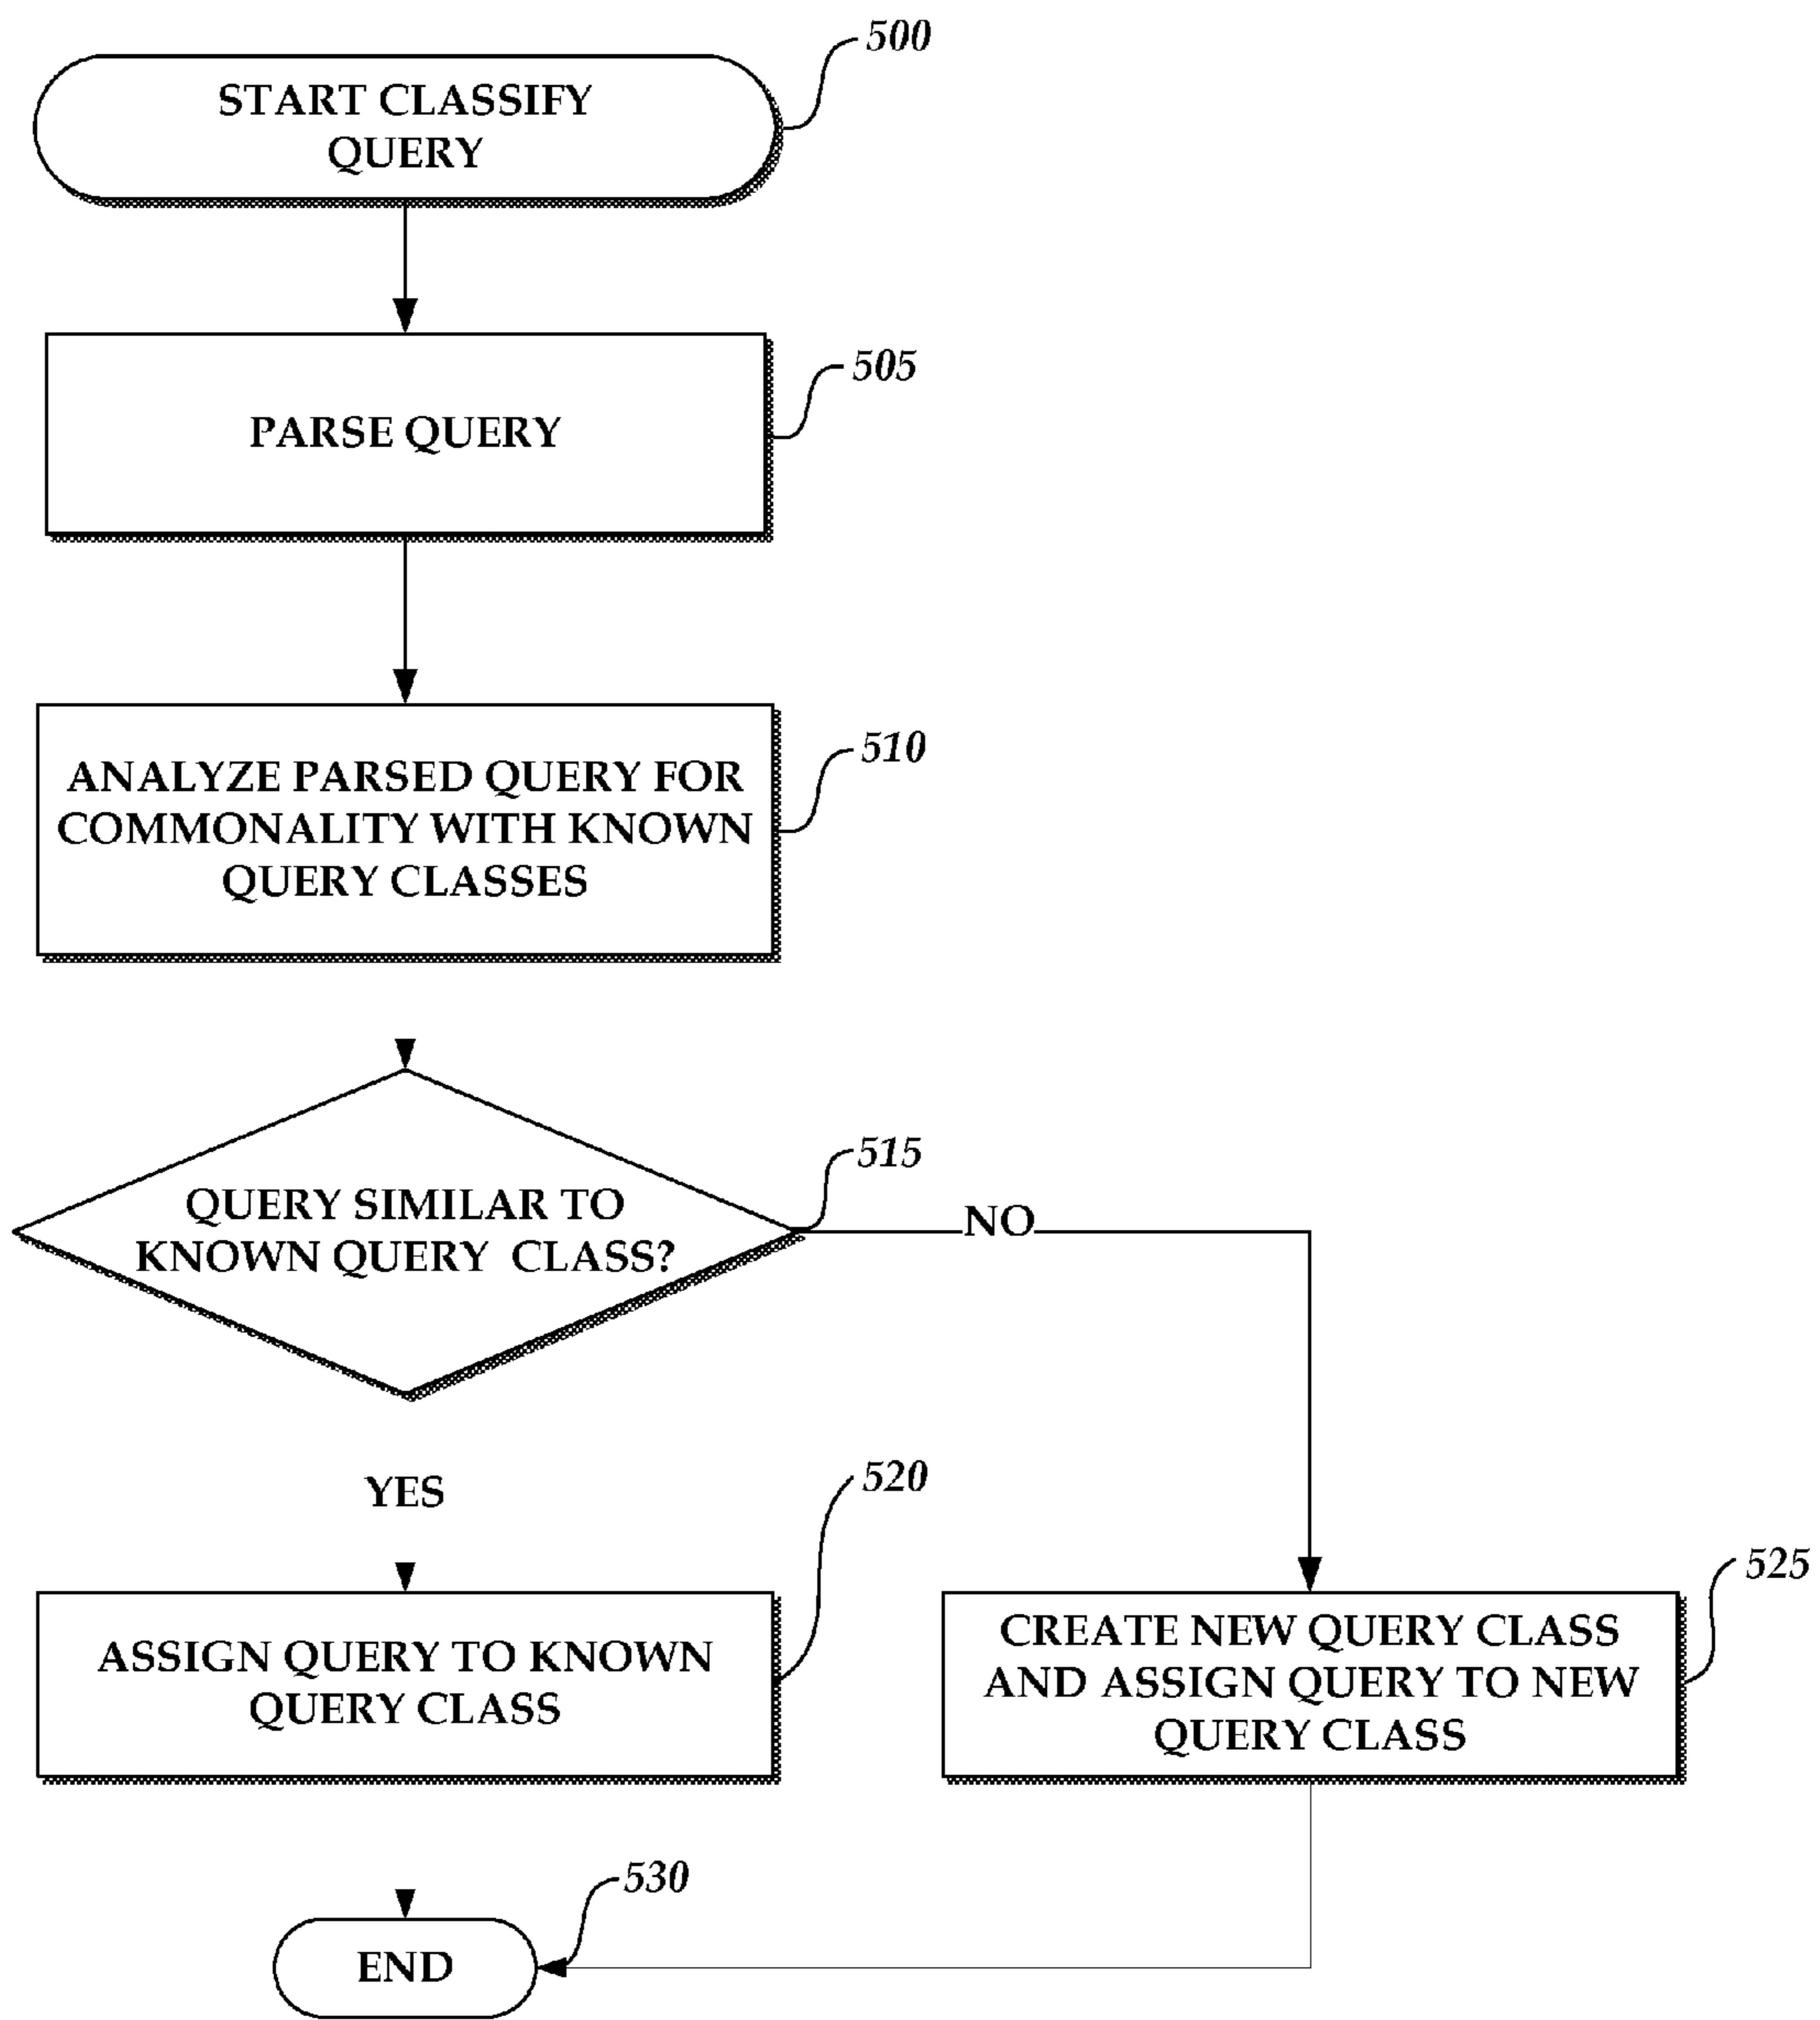 500
START CLASSIFY
QUERY
505
PARSE QUERY
510
ANALYZE PARSED QUERY FOR
COMMONALITY WITH KNOWN
QUERY CLASSES
515
QUERY SIMILAR TO
KNOWN QUERY CLASS?
NO
YES
520
ASSIGN QUERY TO KNOWN
QUERY CLASS
525
CREATE NEW QUERY CLASS
AND ASSIGN QUERY TO NEW
QUERY CLASS
530
END